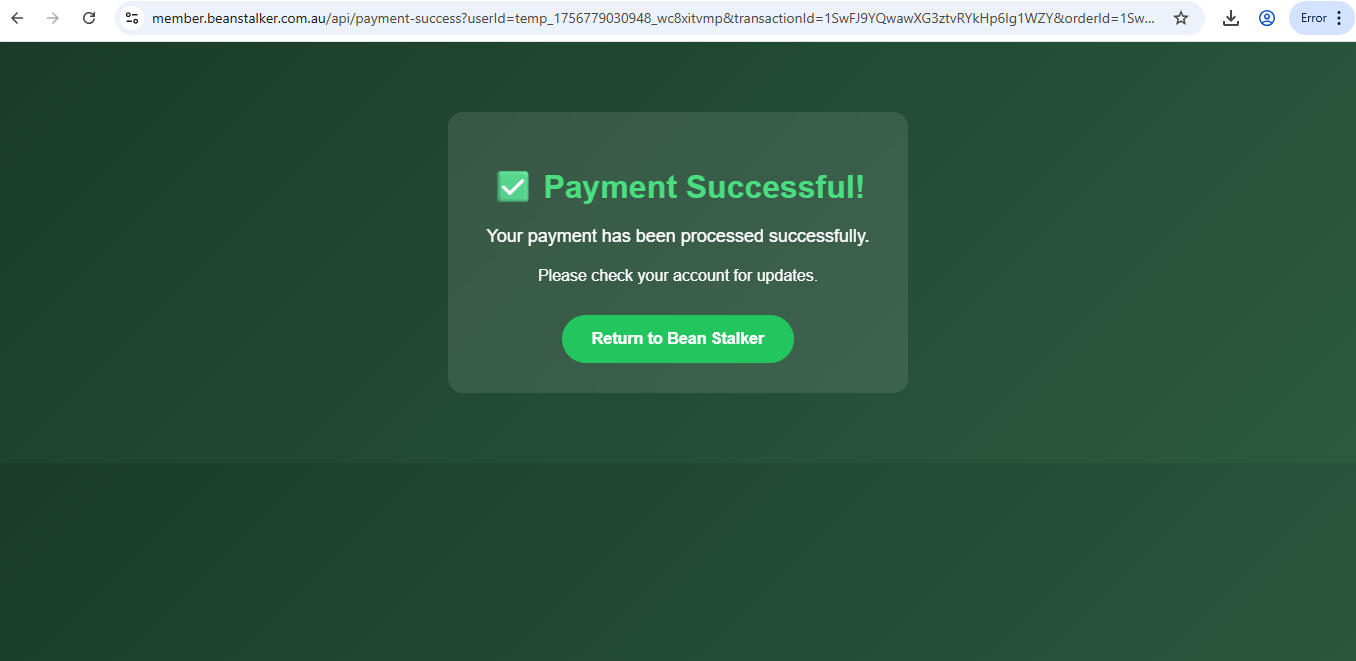 member.beanstalker.com.au/api/payment-success?userId=temp_1756779030948_wc8xitvmp&transactionId=1SwFJ9YQwawXG3ztvRYkHp6Ig1WZY&orderId=1Sw...
Error
Payment Successful!
Your payment has been processed successfully.
Please check your account for updates.
Return to Bean Stalker